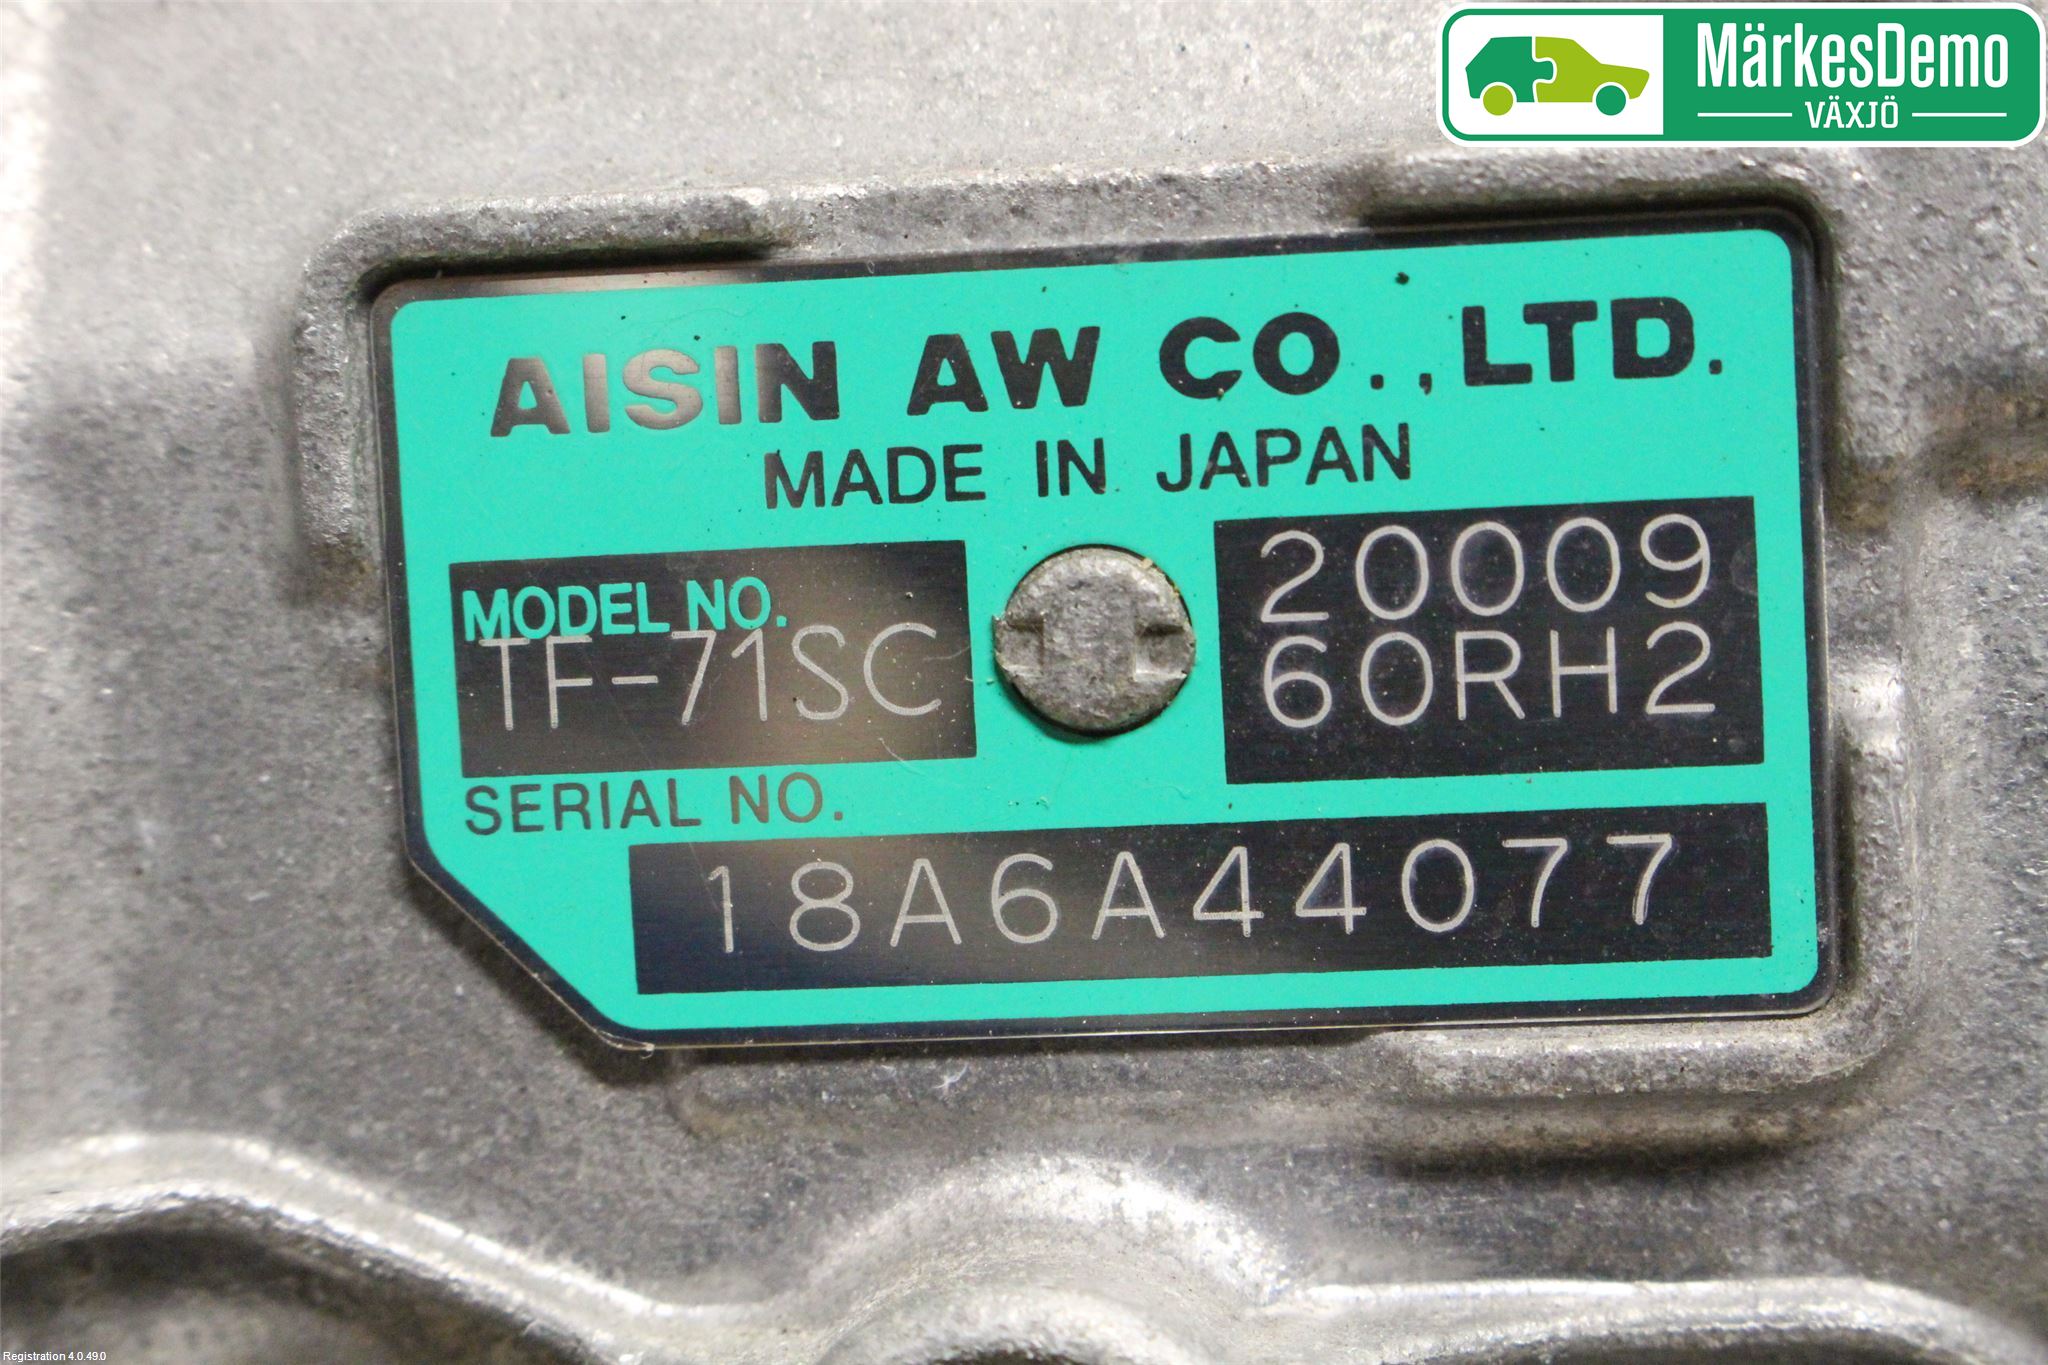 MärkesDemo
VÄXJÖ
AISIN AW CO.,LTD.
MADE IN JAPAN
MODEL NO.
TF-71SC
20009
60RH2
SERIAL NO.
18A6A44077
Registration 4.0.49.0